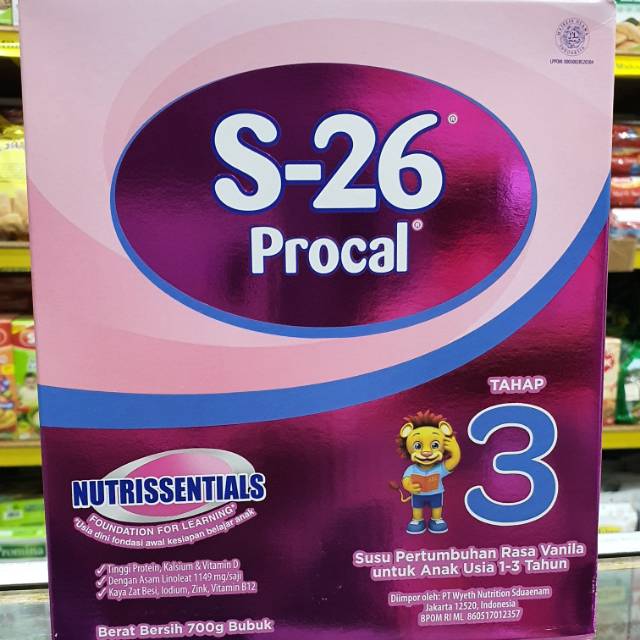 S-26®
Procal®
TAHAP
3
NUTRISSENTIALS
FOUNDATION FOR LEARNING*
*Usia dini fondasi awal kesiapan belajar anak
Tinggi Protein, Kalsium & Vitamin D
Dengan Asam Linoleat 1149 mg/saji
Kaya Zat Besi, Iodium, Zink, Vitamin B12
Berat Bersih 700g Bubuk
Susu Pertumbuhan Rasa Vanila
untuk Anak Usia 1-3 Tahun
Diimpor oleh: PT Wyeth Nutrition Sduaenam
Jakarta 12520, Indonesia
BPOM RI ML 860517012357